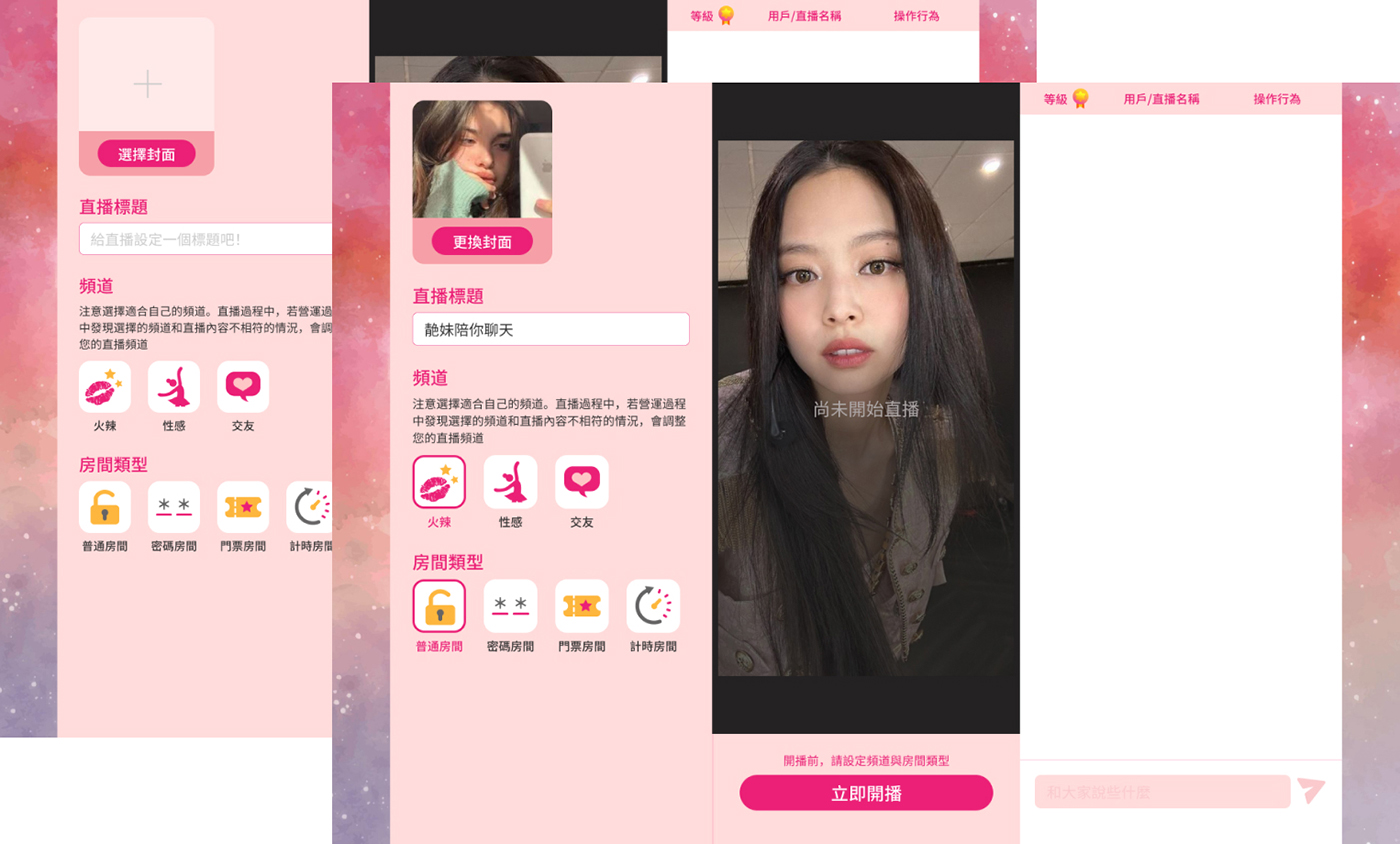 等級
用戶/直播名稱
操作行為
選擇封面
直播標題
給直播設定一個標題吧!
頻道
注意選擇適合自己的頻道。直播過程中，若營運過
中發現選擇的頻道和直播內容不相符的情況，會調
您的直播頻道
火辣
性感
交友
房間類型
普通房間
密碼房間
門票房間
計時房間
更換封面
直播標題
艷妹陪你聊天
頻道
注意選擇適合自己的頻道。直播過程中，若營運過程
中發現選擇的頻道和直播內容不相符的情況，會調整
您的直播頻道
火辣
性感
交友
房間類型
普通房間
密碼房間
門票房間
計時房間
尚未開始直播
開播前，請設定頻道與房間類型
立即開播
等級
用戶/直播名稱
操作行為
和大家說些什麼